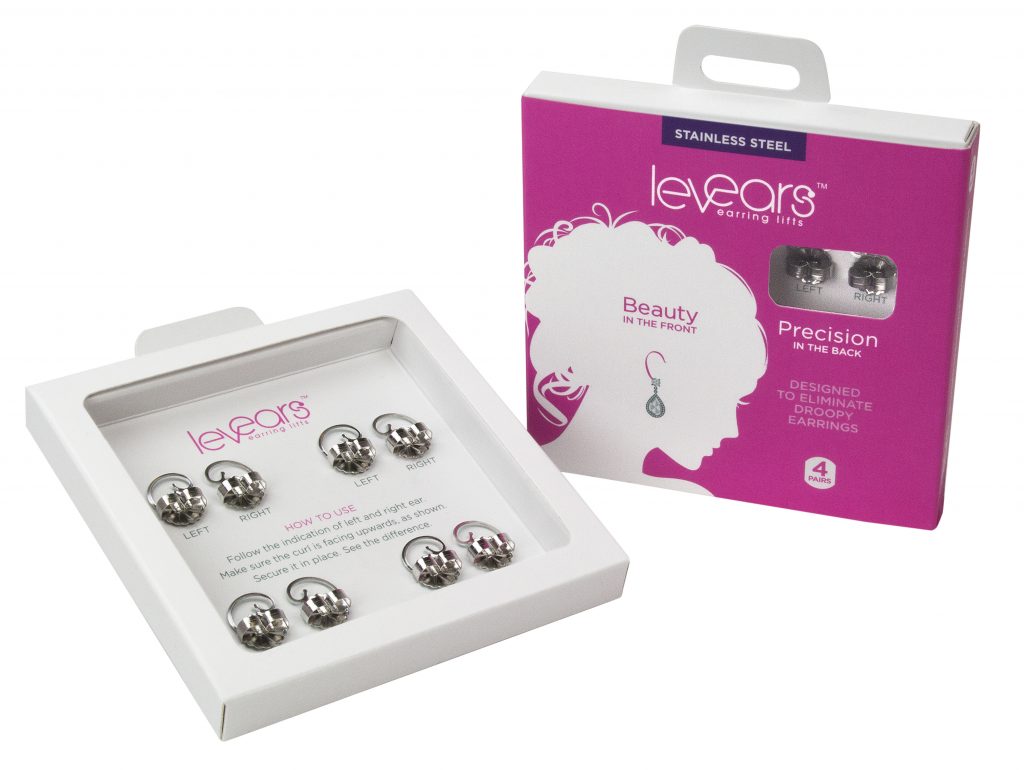 levears™
earring lifts
LEFT
RIGHT
LEFT
RIGHT
HOW TO USE
Follow the indication of left and right ear.
Make sure the curl is facing upwards, as shown.
Secure it in place. See the difference.
STAINLESS STEEL
levears™
earring lifts
LEFT
RIGHT
Beauty
IN THE FRONT
Precision
IN THE BACK
DESIGNED
TO ELIMINATE
DROOPY
EARRINGS
4
PAIRS